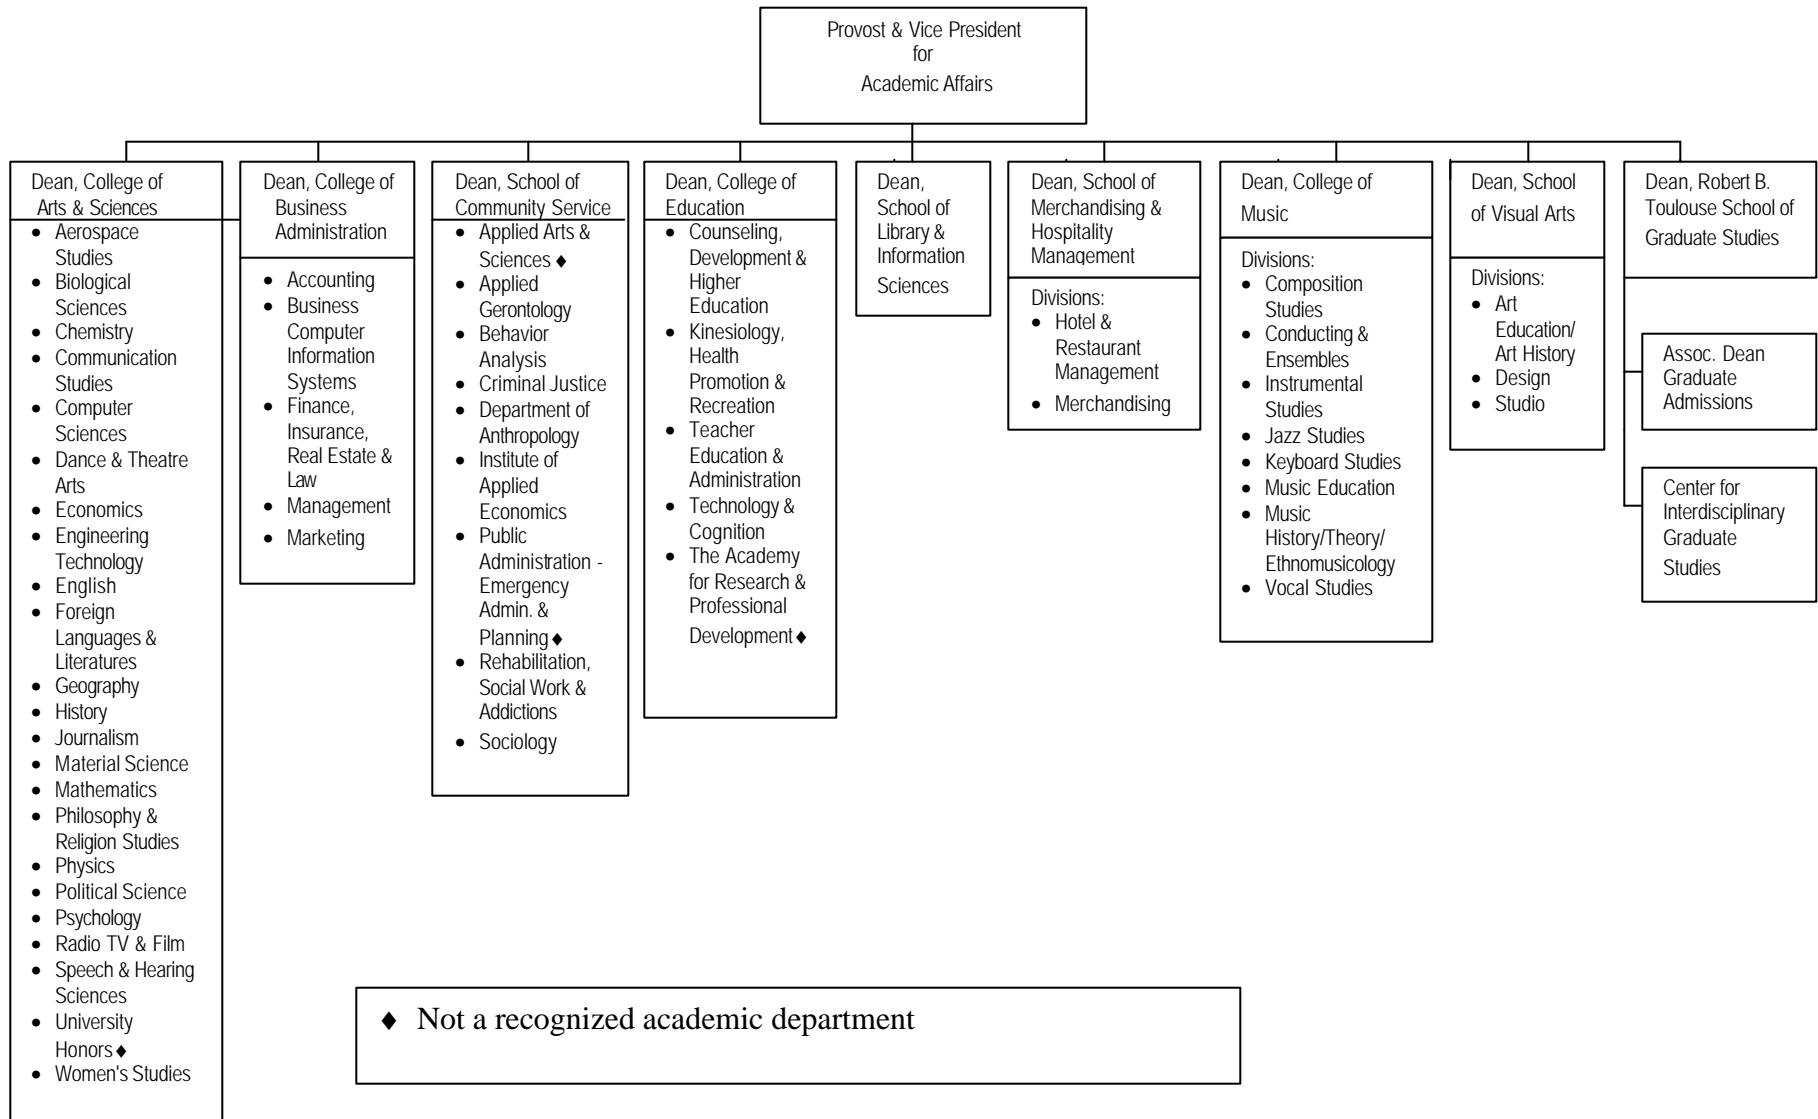 Provost & Vice President
for
Academic Affairs
Dean, College of
Arts & Sciences
• Aerospace
Studies
• Biological
Sciences
• Chemistry
• Communication
Studies
• Computer
Sciences
• Dance & Theatre
Arts
• Economics
• Engineering
Technology
• English
• Foreign
Languages &
Literatures
• Geography
• History
• Journalism
• Material Science
• Mathematics
• Philosophy &
Religion Studies
• Physics
• Political Science
• Psychology
• Radio TV & Film
• Speech & Hearing
Sciences
• University
Honors♦
• Women's Studies
Dean, College of
Business
Administration
• Accounting
• Business
Computer
Information
Systems
• Finance,
Insurance,
Real Estate &
Law
• Management
• Marketing
Dean, School of
Community Service
• Applied Arts &
Sciences ♦
• Applied
Gerontology
• Behavior
Analysis
• Criminal Justice
• Department of
Anthropology
• Institute of
Applied
Economics
• Public
Administration -
Emergency
Admin. &
Planning♦
• Rehabilitation,
Social Work &
Addictions
• Sociology
Dean, College of
Education
• Counseling,
Development &
Higher
Education
• Kinesiology,
Health
Promotion &
Recreation
• Teacher
Education &
Administration
• Technology &
Cognition
• The Academy
for Research &
Professional
Development♦
Dean,
School of
Library &
Information
Sciences
Dean, School of
Merchandising &
Hospitality
Management
Divisions:
• Hotel &
Restaurant
Management
• Merchandising
Dean, College of
Music
Divisions:
• Composition
Studies
• Conducting &
Ensembles
• Instrumental
Studies
• Jazz Studies
• Keyboard Studies
• Music Education
• Music
History/Theory/
Ethnomusicology
• Vocal Studies
Dean, School
of Visual Arts
Divisions:
• Art
Education/
Art History
• Design
• Studio
Dean, Robert B.
Toulouse School of
Graduate Studies
Assoc. Dean
Graduate
Admissions
Center for
Interdisciplinary
Graduate
Studies
♦ Not a recognized academic department